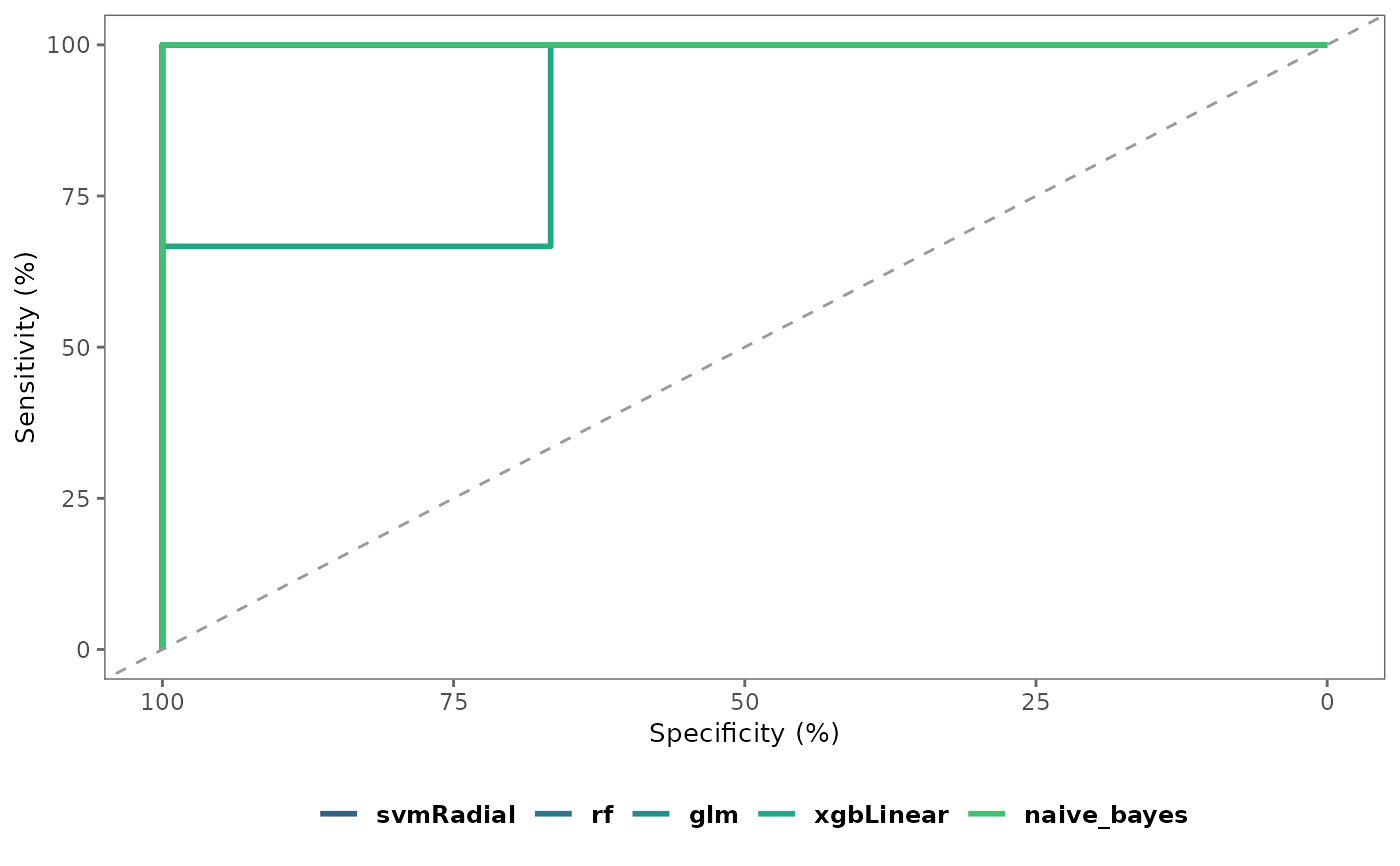 100
75
50
25
0
Sensitivity (%)
100 75 50 25 0
Specificity (%)
svmRadial rf glm xgbLinear naive_bayes